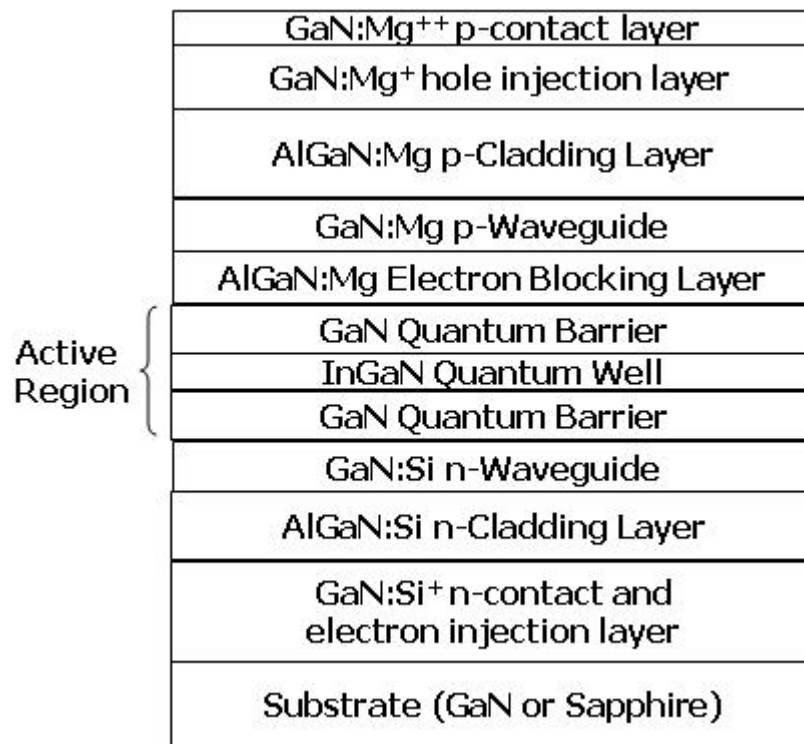 GaN:Mg⁺⁺ p-contact layer
GaN:Mg⁺ hole injection layer
AlGaN:Mg p-Cladding Layer
GaN:Mg p-Waveguide
AlGaN:Mg Electron Blocking Layer
Active
Region
GaN Quantum Barrier
InGaN Quantum Well
GaN Quantum Barrier
GaN:Si n-Waveguide
AlGaN:Si n-Cladding Layer
GaN:Si⁺ n-contact and
electron injection layer
Substrate (GaN or Sapphire)